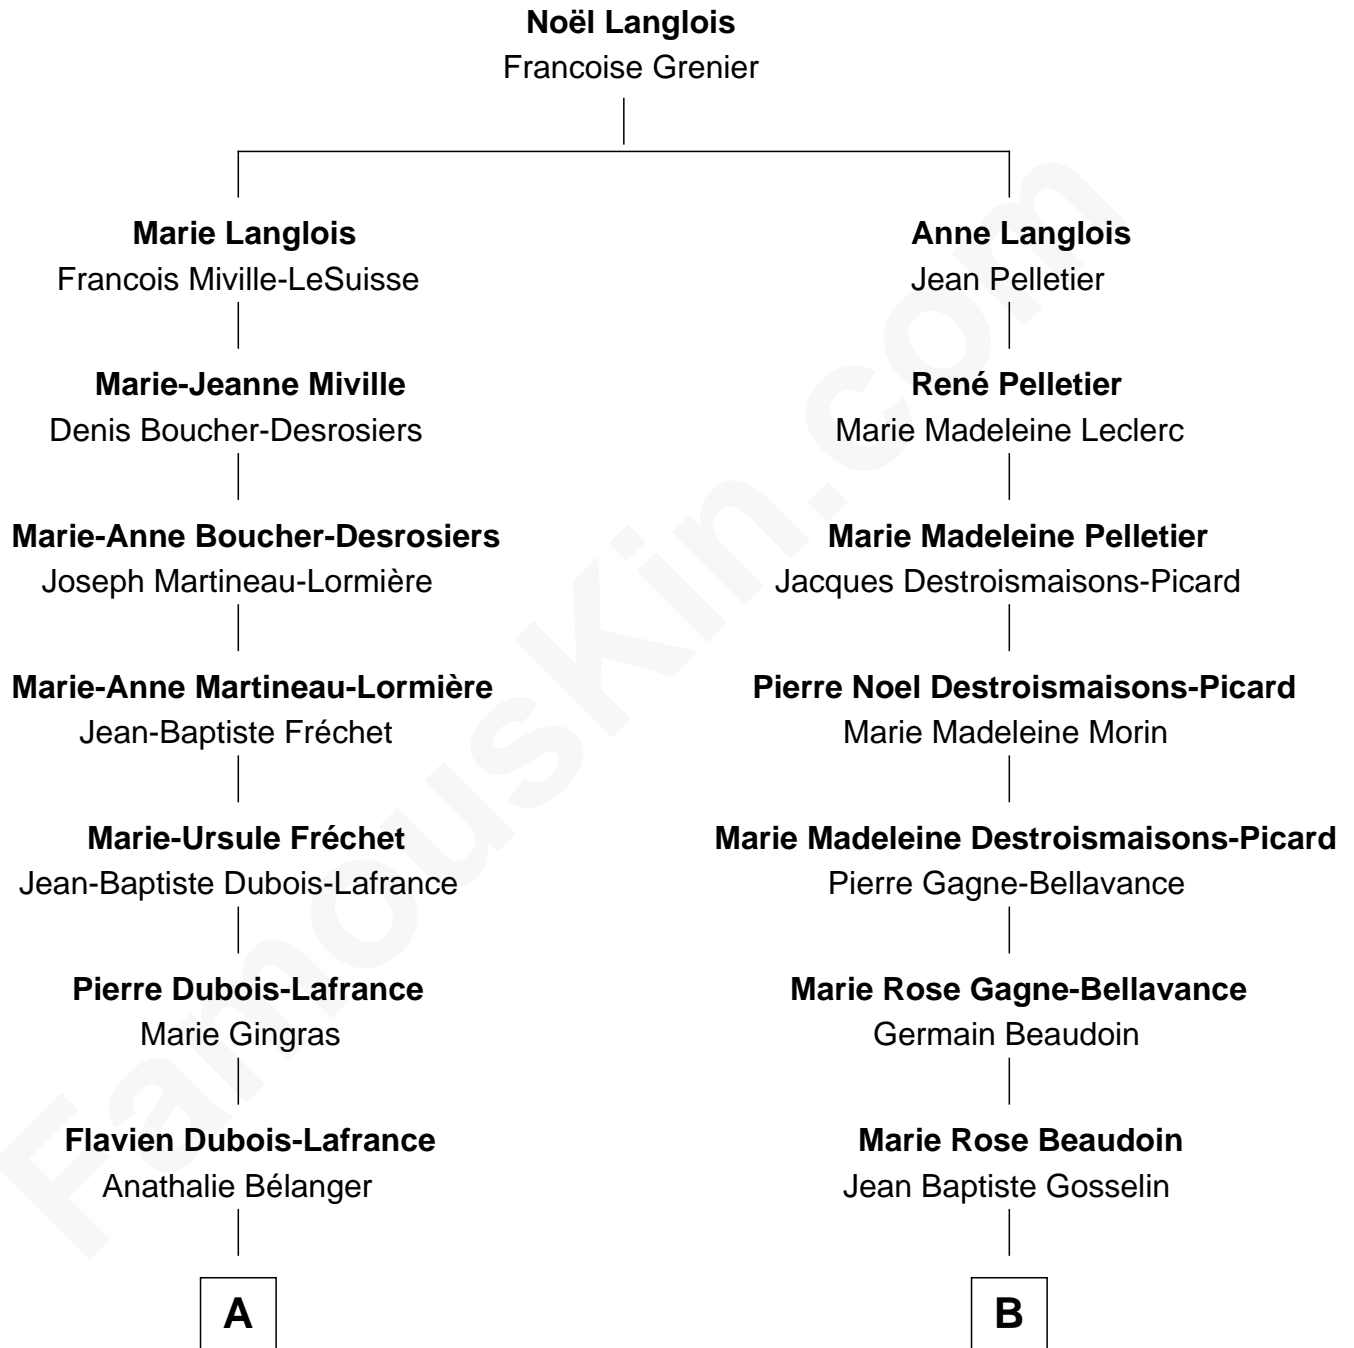 Noël Langlois
Francoise Grenier
Marie Langlois
Francois Miville-LeSuisse
Marie-Jeanne Miville
Denis Boucher-Desrosiers
Marie-Anne Boucher-Desrosiers
Joseph Martineau-Lormière
Marie-Anne Martineau-Lormière
Jean-Baptiste Fréchet
Marie-Ursule Fréchet
Jean-Baptiste Dubois-Lafrance
Pierre Dubois-Lafrance
Marie Gingras
Flavien Dubois-Lafrance
Anathalie Bélanger
A
Anne Langlois
Jean Pelletier
René Pelletier
Marie Madeleine Leclerc
Marie Madeleine Pelletier
Jacques Destroismaisons-Picard
Pierre Noel Destroismaisons-Picard
Marie Madeleine Morin
Marie Madeleine Destroismaisons-Picard
Pierre Gagne-Bellavance
Marie Rose Gagne-Bellavance
Germain Beaudoin
Marie Rose Beaudoin
Jean Baptiste Gosselin
B
FamousKin.com